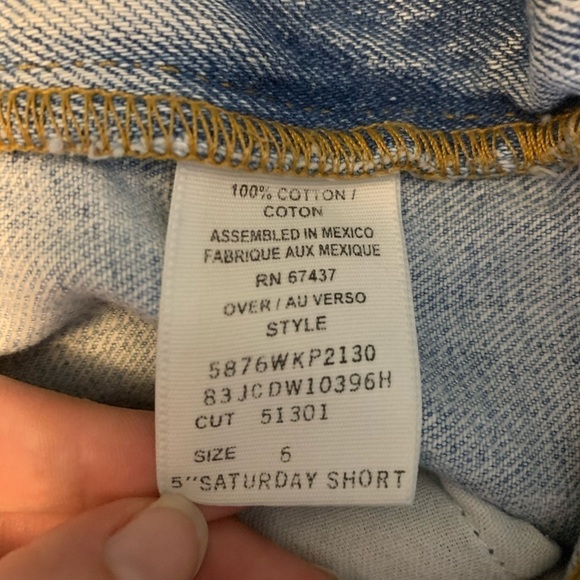 100% COTTON /
COTON
ASSEMBLED IN MEXICO
FABRIQUE AUX MEXIQUE
RN 67437
OVER / AU VERSO
STYLE
5876WKP2130
83JCDW10396H
CUT 51301
SIZE 6
5"SATURDAY SHORT